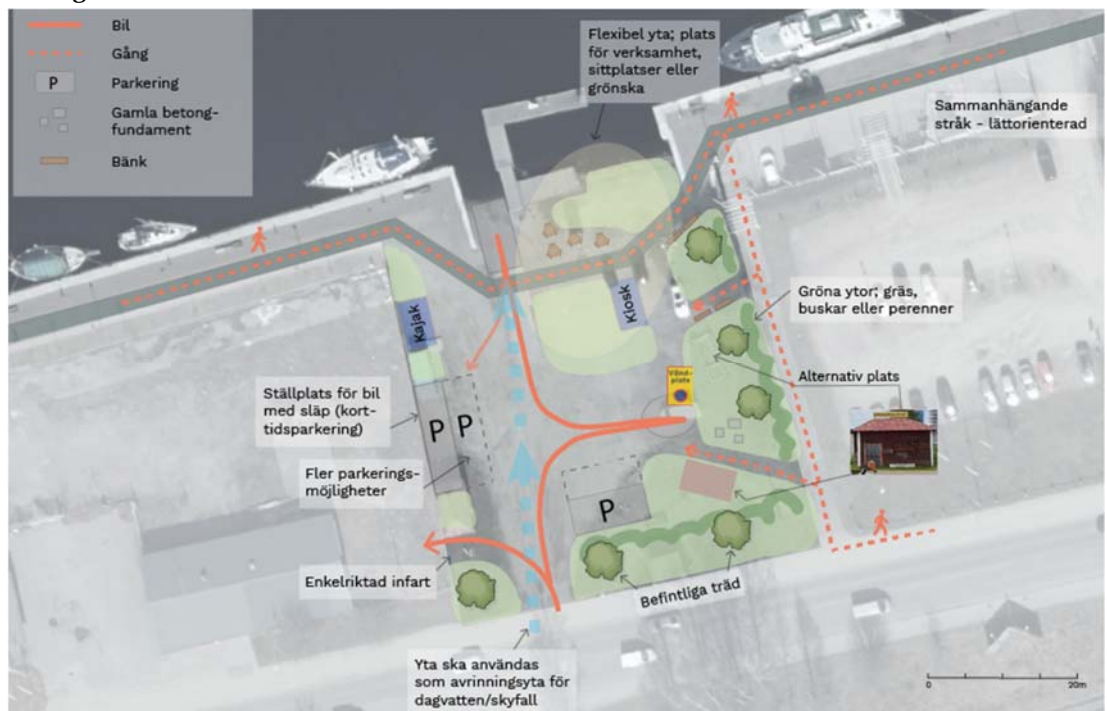 Bil
Gång
P
Parkering
Gamla betong-
fundament
Bänk
Flexibel yta; plats
för verksamhet,
sittplatser eller
grönska
Sammanhängande
stråk - lättorienterad
Kajak
Kiosk
Gröna ytor; gräs,
buskar eller perenner
Vänd-
plats
Alternativ plats
Ställplats för bil
med släp (kort-
tidsparkering)
P P
Fler parkerings-
möjligheter
P
Enkelriktad infart
Befintliga träd
Yta ska användas
som avrinningsyta för
dagvatten/skyfall
0
20m